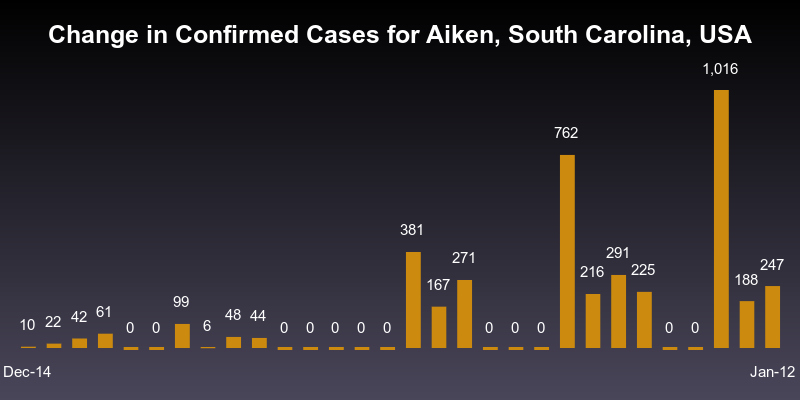 Change in Confirmed Cases for Aiken, South Carolina, USA
10 22 42 61 0 0 99 6 48 44 0 0 0 0 0 381 167 271 0 0 0 762 216 291 225 0 0 1,016 188 247
Dec-14 Jan-12